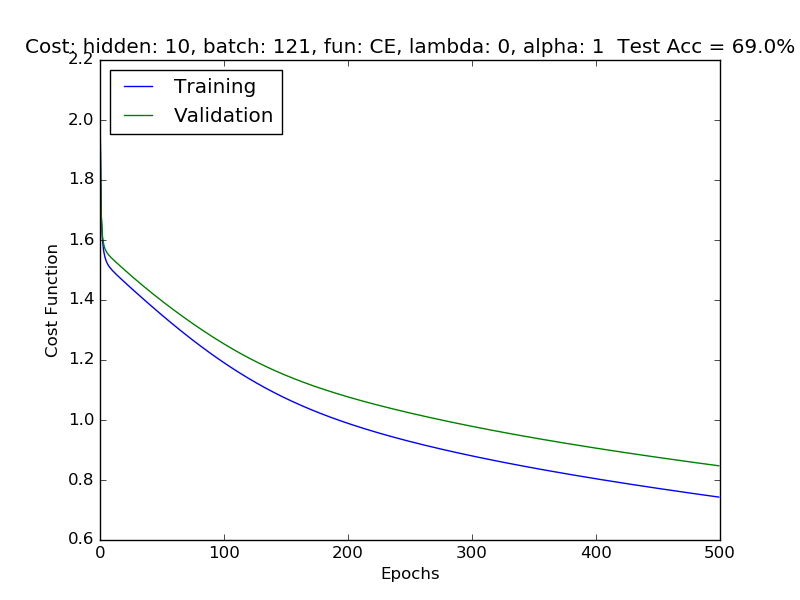 Cost: hidden: 10, batch: 121, fun: CE, lambda: 0, alpha: 1  Test Acc = 69.0%
2.2
Training
Validation
2.0
1.8
1.6
1.4
1.2
1.0
0.8
0.6
Cost Function
0 100 200 300 400 500
Epochs